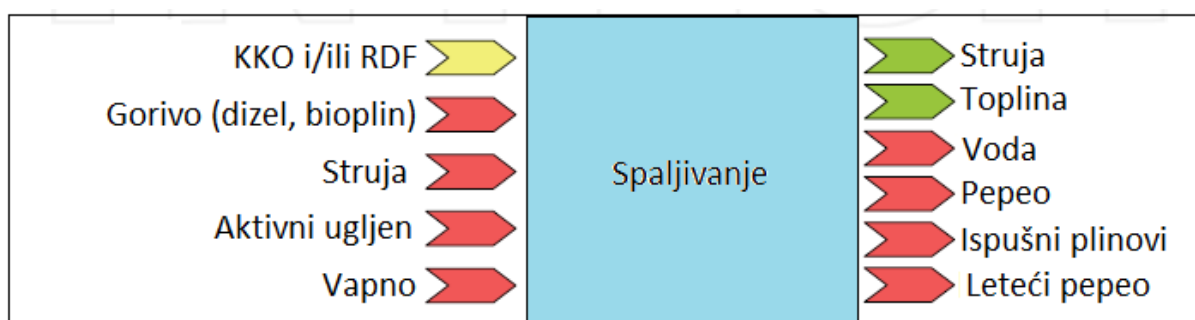 KKO i/ili RDF
Gorivo (dizel, bioplin)
Struja
Aktivni ugljen
Vapno
Spaljivanje
Struja
Toplina
Voda
Pepeo
Ispušni plinovi
Leteći pepeo